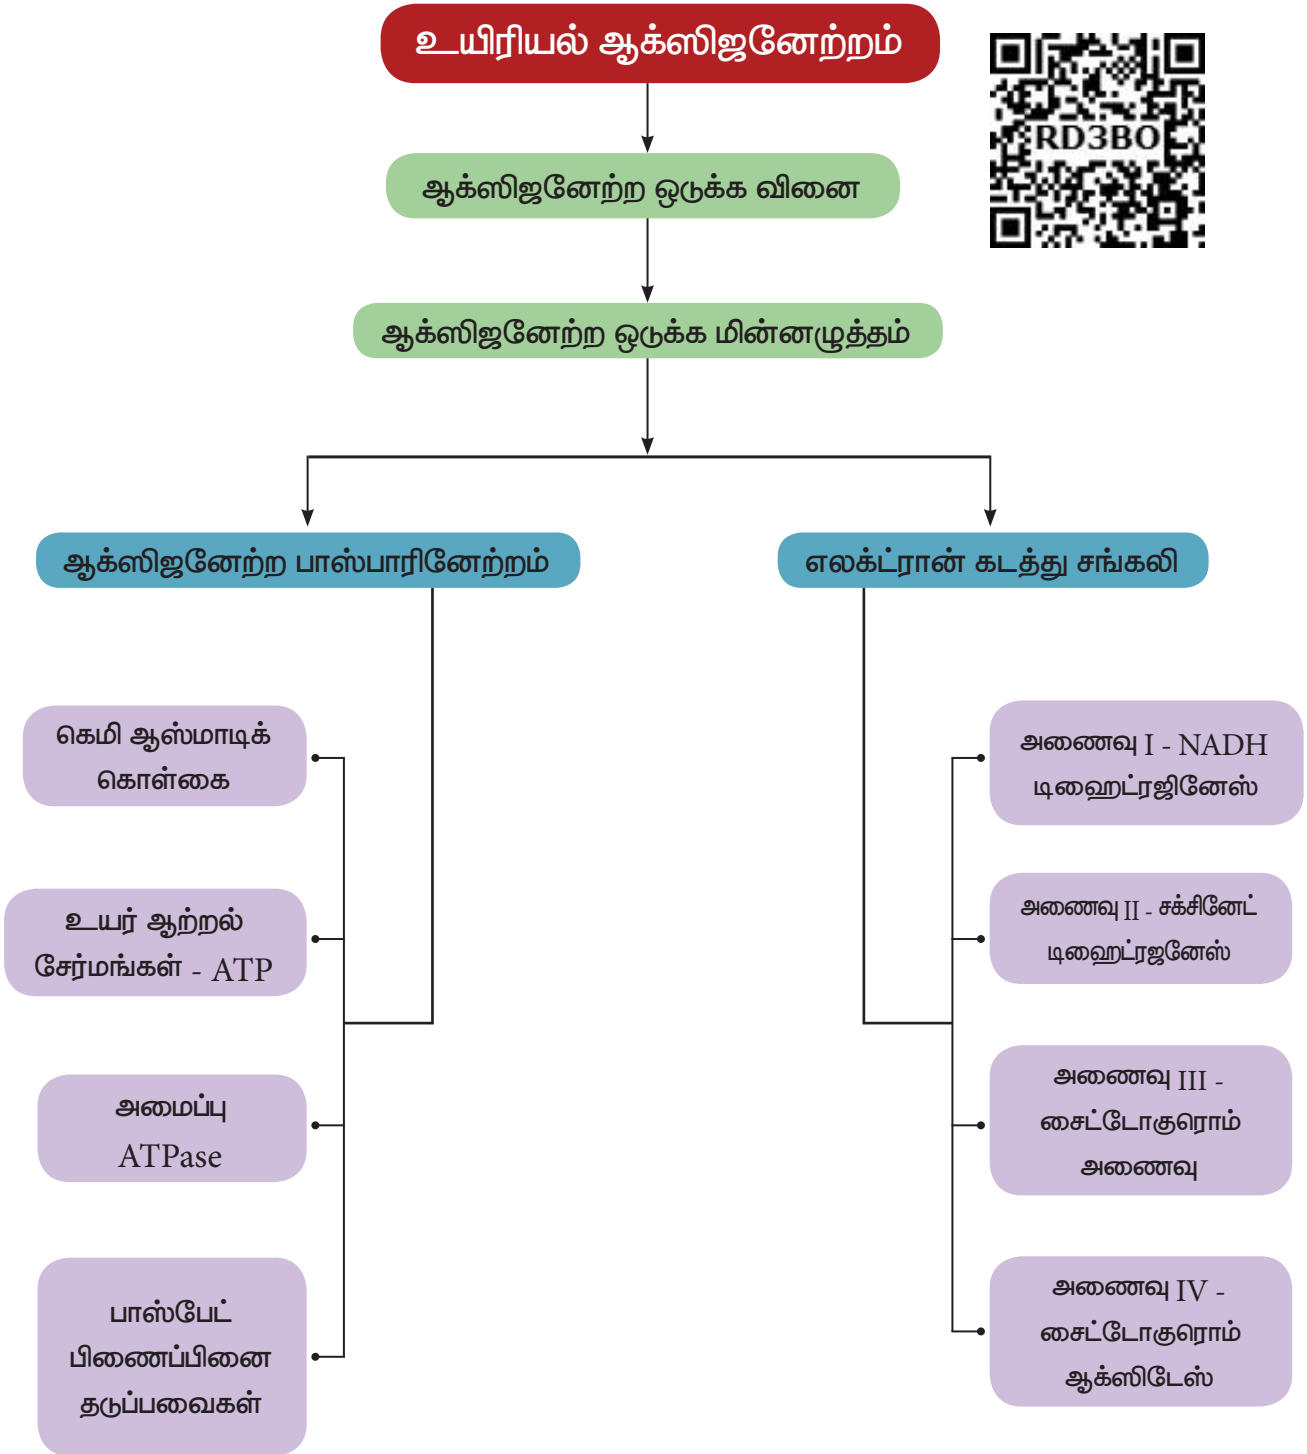 உயிரியல் ஆக்ஸிஜனேற்றம்
RD3BO
ஆக்ஸிஜனேற்ற ஒடுக்க வினை
ஆக்ஸிஜனேற்ற ஒடுக்க மின்னழுத்தம்
ஆக்ஸிஜனேற்ற பாஸ்பாரினேற்றம்
கெமி ஆஸ்மாடிக்
கொள்கை
உயர் ஆற்றல்
சேர்மங்கள் - ATP
அமைப்பு
ATPase
பாஸ்பேட்
பிணைப்பினை
தடுப்பவைகள்
எலக்ட்ரான் கடத்து சங்கலி
அணைவு I - NADH
டிஹைட்ரஜினேஸ்
அணைவு II - சக்சினேட்
டிஹைட்ரஜனேஸ்
அணைவு III -
சைட்டோகுரொம்
அணைவு
அணைவு IV -
சைட்டோகுரொம்
ஆக்ஸிடேஸ்